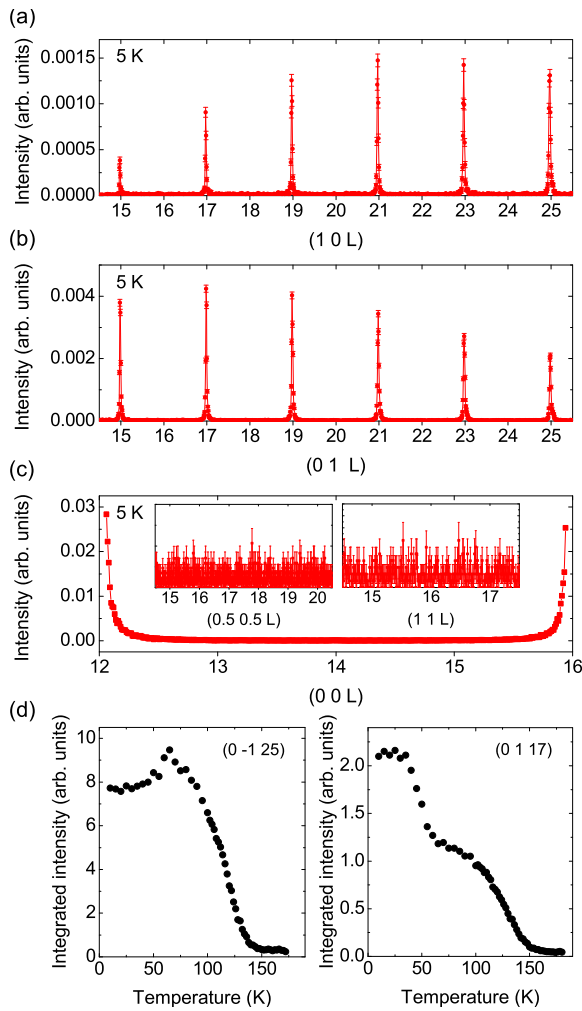 (a)
5 K
Intensity (arb. units)
0.0015
0.0010
0.0005
0.0000
15 16 17 18 19 20 21 22 23 24 25
(1 0 L)
(b)
5 K
Intensity (arb. units)
0.004
0.002
0.000
15 16 17 18 19 20 21 22 23 24 25
(0 1 L)
(c)
5 K
Intensity (arb. units)
0.03
0.02
0.01
0.00
15 16 17 18 19 20
(0.5 0.5 L)
15 16 17
(1 1 L)
12 13 14 15 16
(0 0 L)
(d)
Integrated intensity (arb. units)
10
8
6
4
2
0
(0 -1 25)
0 50 100 150
Temperature (K)
Integrated intensity (arb. units)
2.0
1.5
1.0
0.5
0.0
(0 1 17)
0 50 100 150
Temperature (K)